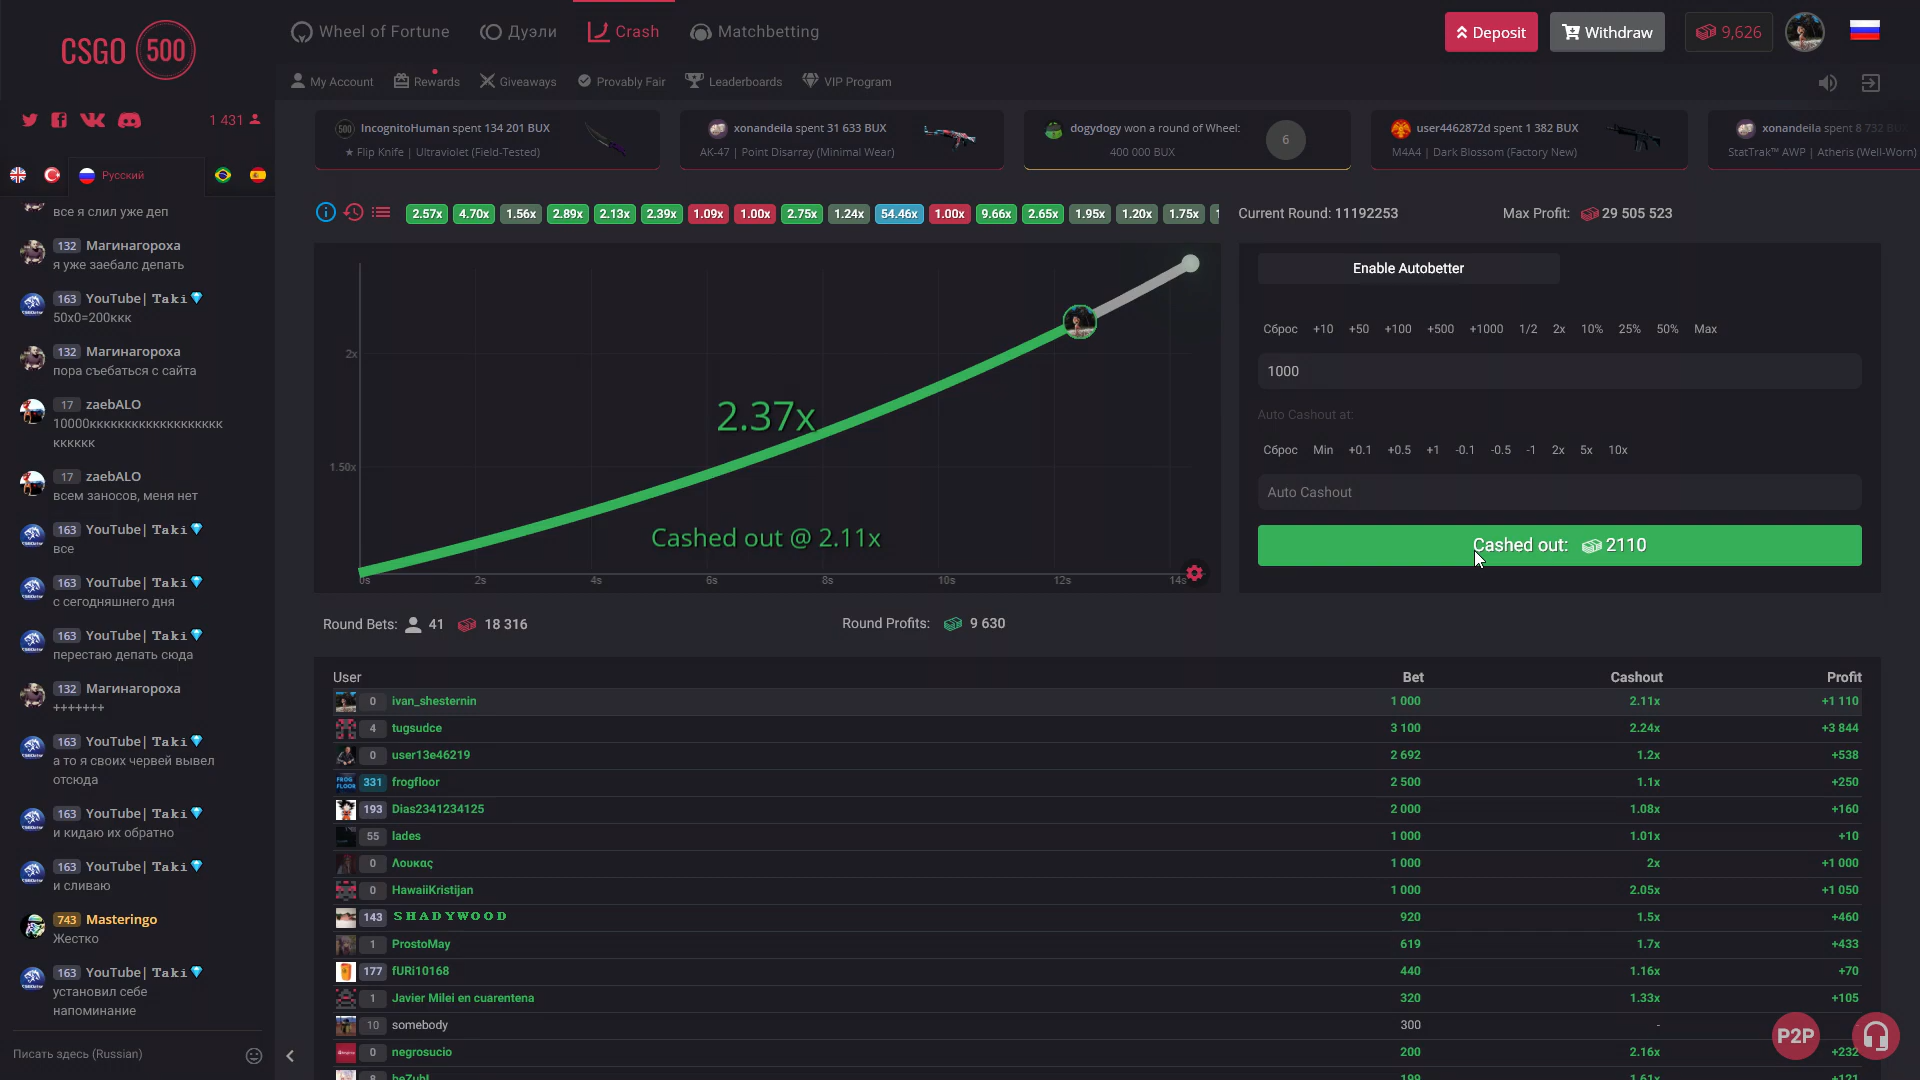 CSGO 500
Wheel of Fortune
Дуэли
Crash
Matchbetting
Deposit
Withdraw
9,626
My Account
Rewards
Giveaways
Provably Fair
Leaderboards
VIP Program
1 431
Русский
500 IncognitoHuman spent 134 201 BUX
★ Flip Knife | Ultraviolet (Field-Tested)
xonandeila spent 31 633 BUX
AK-47 | Point Disarray (Minimal Wear)
dogydogy won a round of Wheel:
400 000 BUX
6
user4462872d spent 1 382 BUX
M4A4 | Dark Blossom (Factory New)
xonandeila spent 8 732 BUX
StatTrak™ AWP | Atheris (Well-Worn)
все я слил уже деп
132 Магинагороха
я уже заебалс депать
163 YouTube| Taki💎
50x0=200ккк
132 Магинагороха
пора съебаться с сайта
17 zaebALO
10000ккккккккккккккккккк
кккккк
17 zaebALO
всем заносов, меня нет
163 YouTube| Taki💎
все
163 YouTube| Taki💎
с сегодняшнего дня
163 YouTube| Taki💎
перестаю депать сюда
132 Магинагороха
+++++++
163 YouTube| Taki💎
а то я своих червей вывел
отсюда
163 YouTube| Taki💎
и кидаю их обратно
163 YouTube| Taki💎
и сливаю
743 Masteringo
Жестко
163 YouTube| Taki💎
установил себе
напоминание
Писать здесь (Russian)
2.57x 4.70x 1.56x 2.89x 2.13x 2.39x 1.09x 1.00x 2.75x 1.24x 54.46x 1.00x 9.66x 2.65x 1.95x 1.20x 1.75x
Current Round: 11192253
Max Profit: 29 505 523
2x
1.50x
2.37x
Cashed out @ 2.11x
0s 2s 4s 6s 8s 10s 12s 14s
Enable Autobetter
Сброс +10 +50 +100 +500 +1000 1/2 2x 10% 25% 50% Max
1000
Auto Cashout at:
Сброс Min +0.1 +0.5 +1 -0.1 -0.5 -1 2x 5x 10x
Auto Cashout
Cashed out: 2110
Round Bets: 41 18 316
Round Profits: 9 630
User Bet Cashout Profit
0 ivan_shesternin 1 000 2.11x +1 110
4 tugsudce 3 100 2.24x +3 844
0 user13e46219 2 692 1.2x +538
331 frogfloor 2 500 1.1x +250
193 Dias2341234125 2 000 1.08x +160
55 lades 1 000 1.01x +10
0 Λουκας 1 000 2x +1 000
0 HawaiiKristijan 1 000 2.05x +1 050
143 S H A D Y W O O D 920 1.5x +460
1 ProstoMay 619 1.7x +433
177 fURi10168 440 1.16x +70
1 Javier Milei en cuarentena 320 1.33x +105
10 somebody 300 -
0 negrosucio 200 2.16x +232
P2P